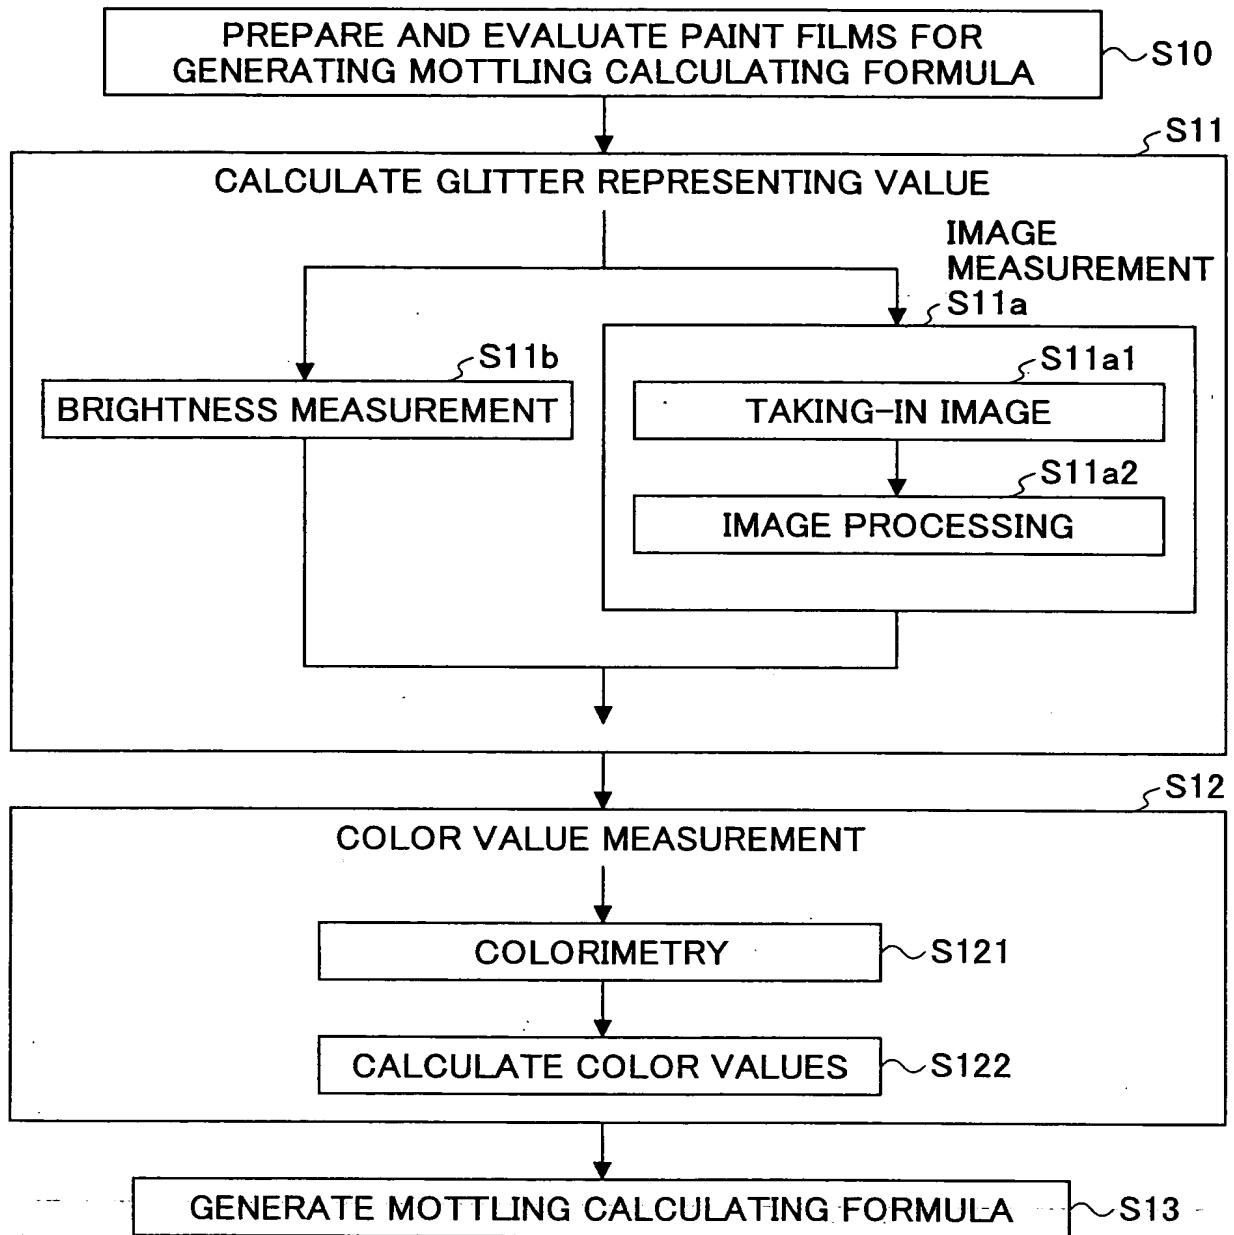 PREPARE AND EVALUATE PAINT FILMS FOR
GENERATING MOTTLING CALCULATING FORMULA
S10
S11
CALCULATE GLITTER REPRESENTING VALUE
IMAGE
MEASUREMENT
S11a
S11b
BRIGHTNESS MEASUREMENT
S11a1
TAKING-IN IMAGE
S11a2
IMAGE PROCESSING
S12
COLOR VALUE MEASUREMENT
COLORIMETRY
S121
CALCULATE COLOR VALUES
S122
GENERATE MOTTLING CALCULATING FORMULA
S13